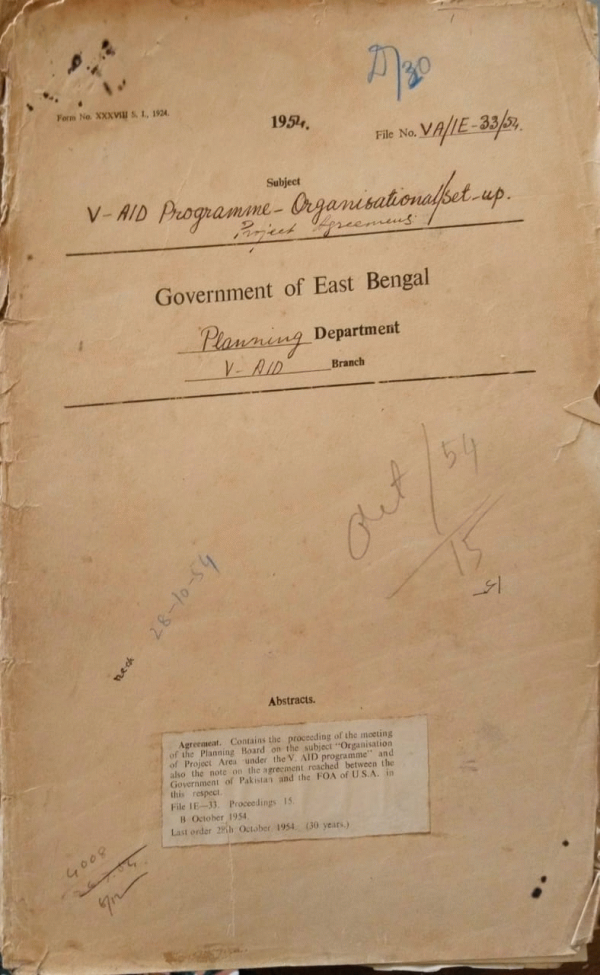 D/30
Form No. XXXVIII S. I., 1924.
1954.
File No. VA/IE-33/54.
Subject
V-AID Programme - Organisational/set-up.
Project Agreement.
Government of East Bengal
Planning Department
V-AID Branch
Oct/54
15
28-10-54
Abstracts.
Agreement. Contains the proceeding of the meeting
of the Planning Board on the subject "Organisation
of Project Area under the V. AID programme" and
also the note on the agreement reached between the
Government of Pakistan and the FOA of U.S.A. in
this respect.
File 1E—33. Proceedings 15.
B October 1954.
Last order 28th October 1954. (30 years.)
4008